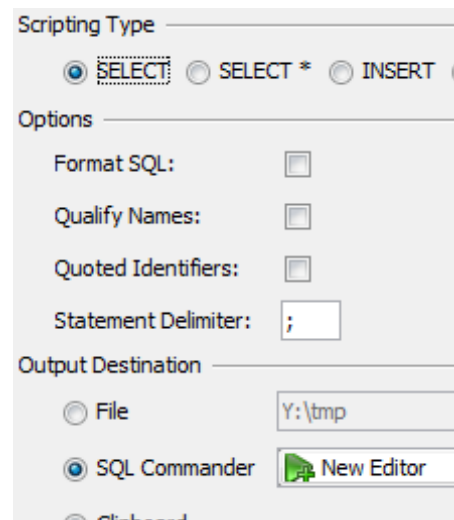 Scripting Type
SELECT SELECT * INSERT
Options
Format SQL:
Qualify Names:
Quoted Identifiers:
Statement Delimiter: ;
Output Destination
File Y:\tmp
SQL Commander New Editor